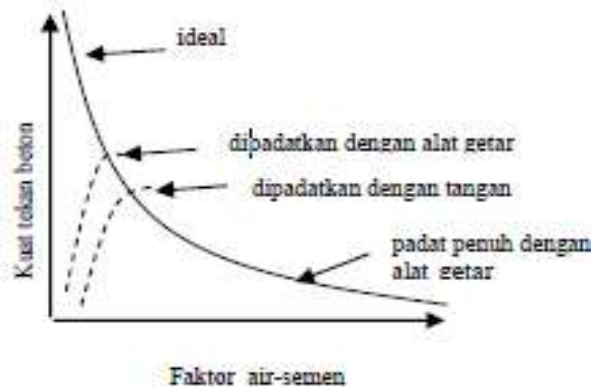 ideal
dipadatkan dengan alat getar
dipadatkan dengan tangan
padat penuh dengan
alat getar
Kuat tekan beton
Faktor air-semen